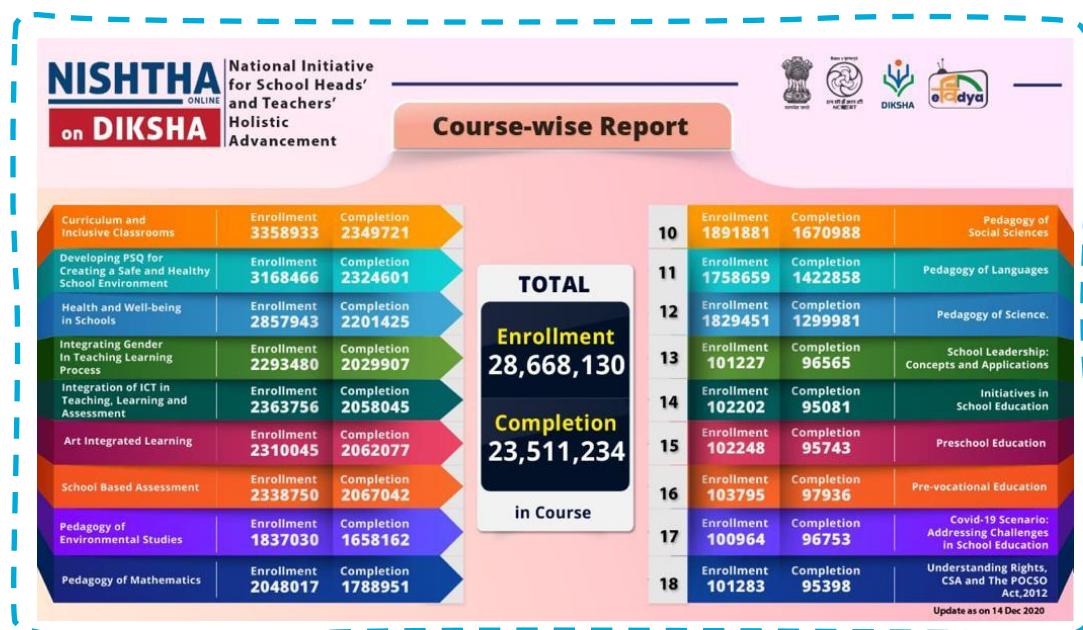 NISHTHA
ONLINE
on DIKSHA
National Initiative
for School Heads'
and Teachers'
Holistic
Advancement
Course-wise Report
DIKSHA
Curriculum and
Inclusive Classrooms
Enrollment Completion
3358933 2349721
Developing PSQ for
Creating a Safe and Healthy
School Environment
Enrollment Completion
3168466 2324601
Health and Well-being
in Schools
Enrollment Completion
2857943 2201425
Integrating Gender
In Teaching Learning
Process
Enrollment Completion
2293480 2029907
Integration of ICT in
Teaching, Learning and
Assessment
Enrollment Completion
2363756 2058045
Art Integrated Learning
Enrollment Completion
2310045 2062077
School Based Assessment
Enrollment Completion
2338750 2067042
Pedagogy of
Environmental Studies
Enrollment Completion
1837030 1658162
Pedagogy of Mathematics
Enrollment Completion
2048017 1788951
TOTAL
Enrollment
28,668,130
Completion
23,511,234
in Course
10
Enrollment Completion
1891881 1670988
Pedagogy of
Social Sciences
11
Enrollment Completion
1758659 1422858
Pedagogy of Languages
12
Enrollment Completion
1829451 1299981
Pedagogy of Science.
13
Enrollment Completion
101227 96565
School Leadership:
Concepts and Applications
14
Enrollment Completion
102202 95081
Initiatives in
School Education
15
Enrollment Completion
102248 95743
Preschool Education
16
Enrollment Completion
103795 97936
Pre-vocational Education
17
Enrollment Completion
100964 96753
Covid-19 Scenario:
Addressing Challenges
in School Education
18
Enrollment Completion
101283 95398
Understanding Rights,
CSA and The POCSO
Act,2012
Update as on 14 Dec 2020